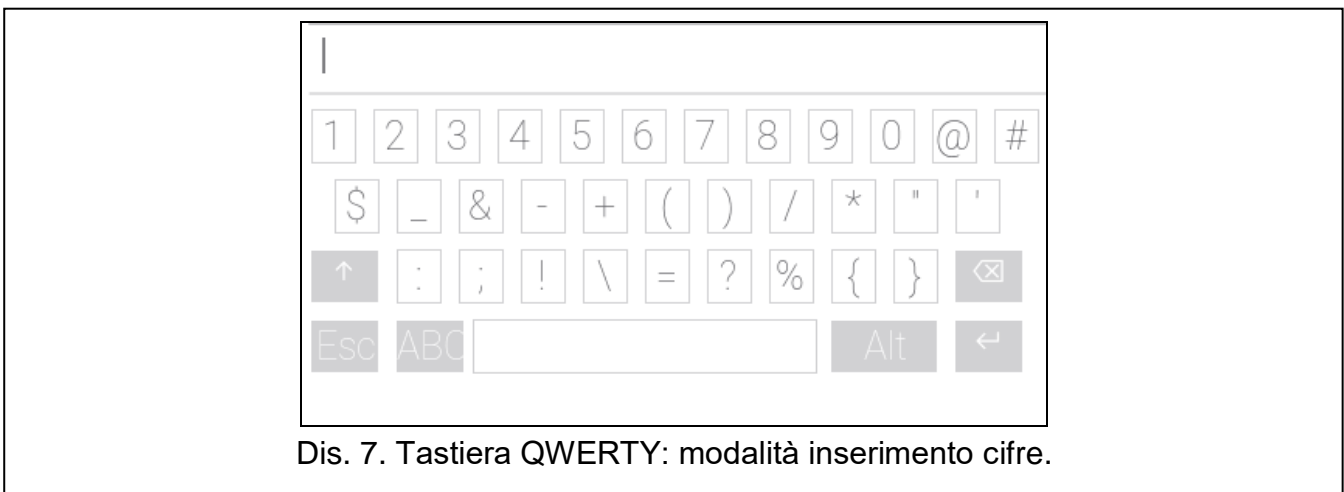 1 2 3 4 5 6 7 8 9 0 @ #
$ _ & - + ( ) / * " '
↑ : ; ! \ = ? % { } ⌫
Esc ABC Alt ↵
Dis. 7. Tastiera QWERTY: modalità inserimento cifre.